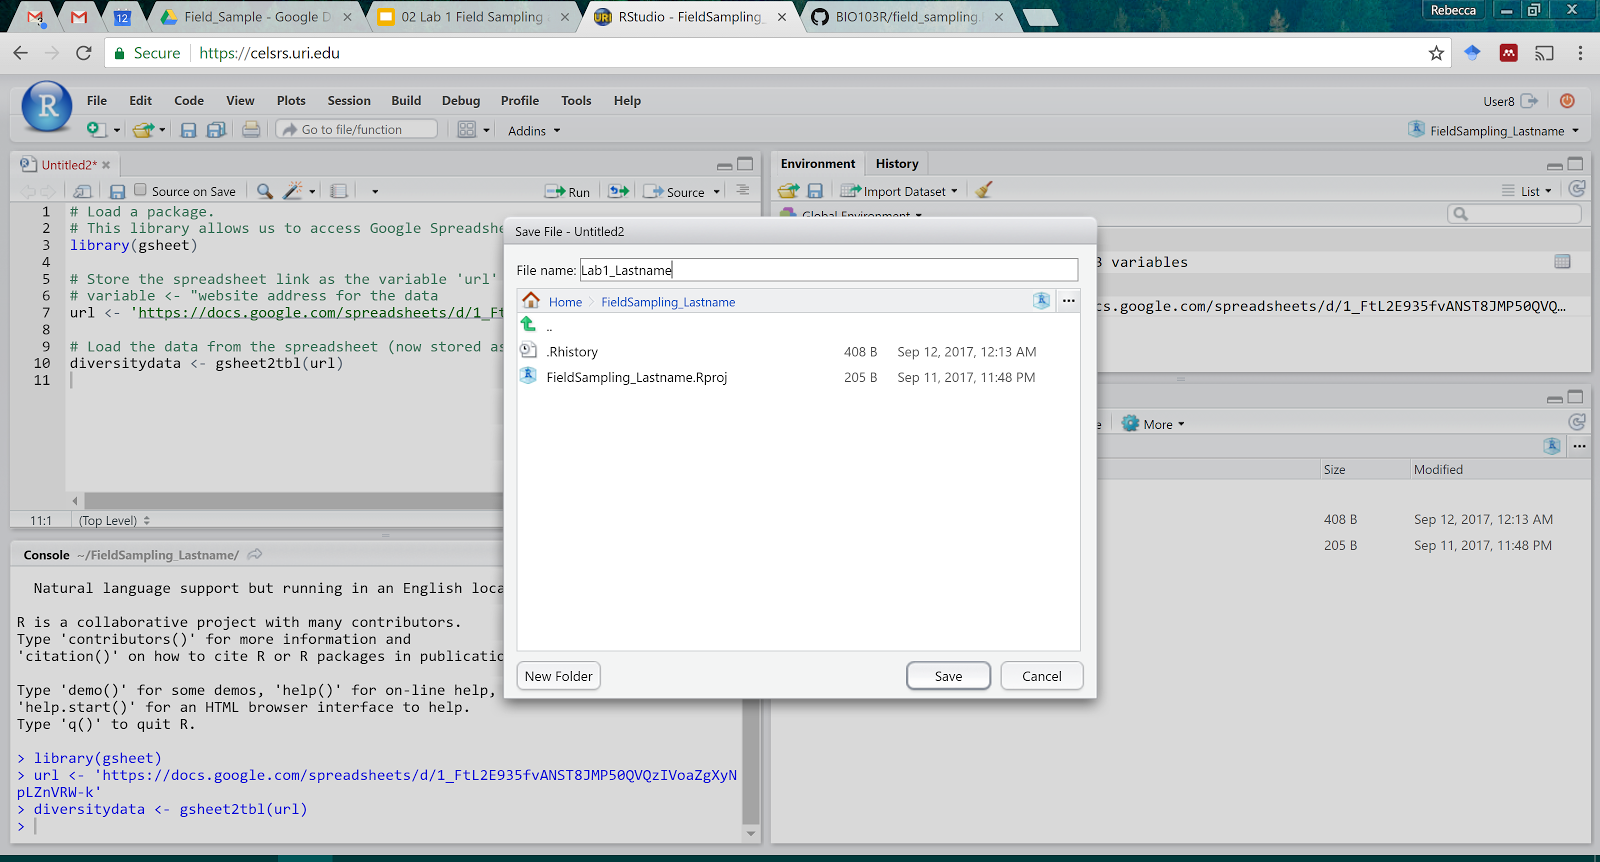 Field_Sample - Google D
02 Lab 1 Field Sampling
RStudio - FieldSampling_
BIO103R/field_sampling.
Rebecca
12
URI
Secure
https://celsrs.uri.edu
R
File Edit Code View Plots Session Build Debug Profile Tools Help
User8
Go to file/function
Addins
FieldSampling_Lastname
Untitled2*
Source on Save
Run
Source
1 # Load a package.
2 # This library allows us to access Google Spreadshe
3 library(gsheet)
4
5 # Store the spreadsheet link as the variable 'url'
6 # variable <- "website address for the data
7 url <- 'https://docs.google.com/spreadsheets/d/1_Ft
8
9 # Load the data from the spreadsheet (now stored as
10 diversitydata <- gsheet2tbl(url)
11
11:1 (Top Level)
Console ~/FieldSampling_Lastname/
Natural language support but running in an English loca
R is a collaborative project with many contributors.
Type 'contributors()' for more information and
'citation()' on how to cite R or R packages in publicatio
Type 'demo()' for some demos, 'help()' for on-line help,
'help.start()' for an HTML browser interface to help.
Type 'q()' to quit R.
> library(gsheet)
> url <- 'https://docs.google.com/spreadsheets/d/1_FtL2E935fvANST8JMP50QVQzIVoaZgXyN
pLZnVRW-k'
> diversitydata <- gsheet2tbl(url)
>
Save File - Untitled2
File name: Lab1_Lastname
Home FieldSampling_Lastname
..
.Rhistory 408 B Sep 12, 2017, 12:13 AM
FieldSampling_Lastname.Rproj 205 B Sep 11, 2017, 11:48 PM
New Folder
Save
Cancel
Environment History
Import Dataset
List
Global Environment
3 variables
cs.google.com/spreadsheets/d/1_FtL2E935fvANST8JMP50QVQ…
e
More
Size Modified
408 B Sep 12, 2017, 12:13 AM
205 B Sep 11, 2017, 11:48 PM